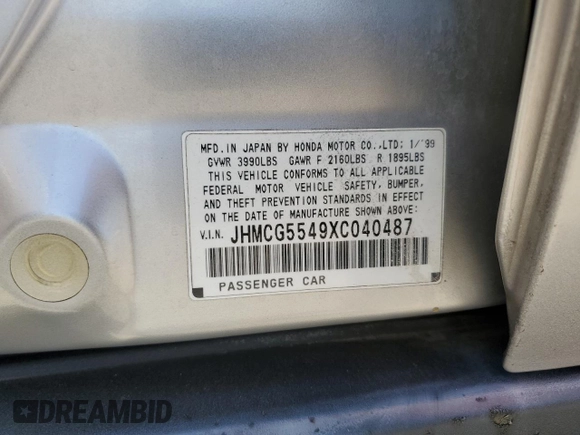 MFD. IN JAPAN BY HONDA MOTOR CO., LTD; 1/'99
GVWR 3990LBS GAWR F 2160LBS R 1895LBS
THIS VEHICLE CONFORMS TO ALL APPLICABLE
FEDERAL MOTOR VEHICLE SAFETY, BUMPER,
AND THEFT PREVENTION STANDARDS IN EFFECT
ON THE DATE OF MANUFACTURE SHOWN ABOVE:
V.I.N. JHMCG5549XC040487
PASSENGER CAR
DREAMBID